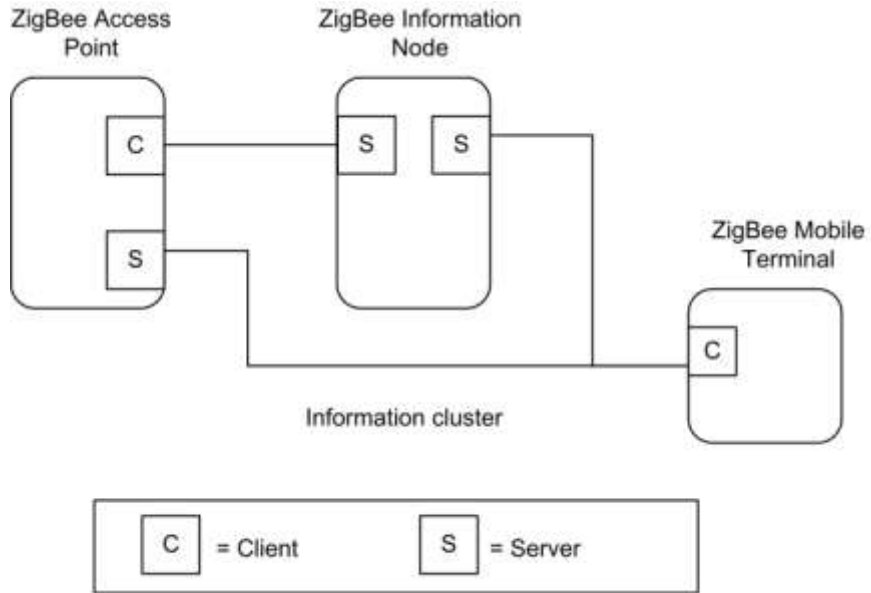 ZigBee Access
Point
ZigBee Information
Node
C
S
S
S
ZigBee Mobile
Terminal
C
Information cluster
C = Client
S = Server